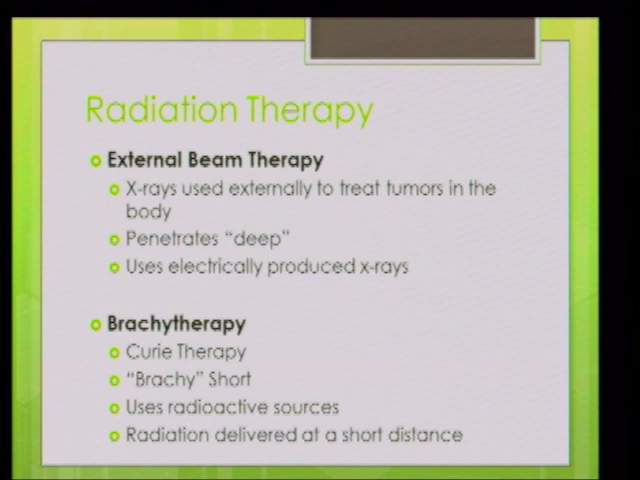 Radiation Therapy
External Beam Therapy
X-rays used externally to treat tumors in the
body
Penetrates “deep”
Uses electrically produced x-rays
Brachytherapy
Curie Therapy
“Brachy” Short
Uses radioactive sources
Radiation delivered at a short distance